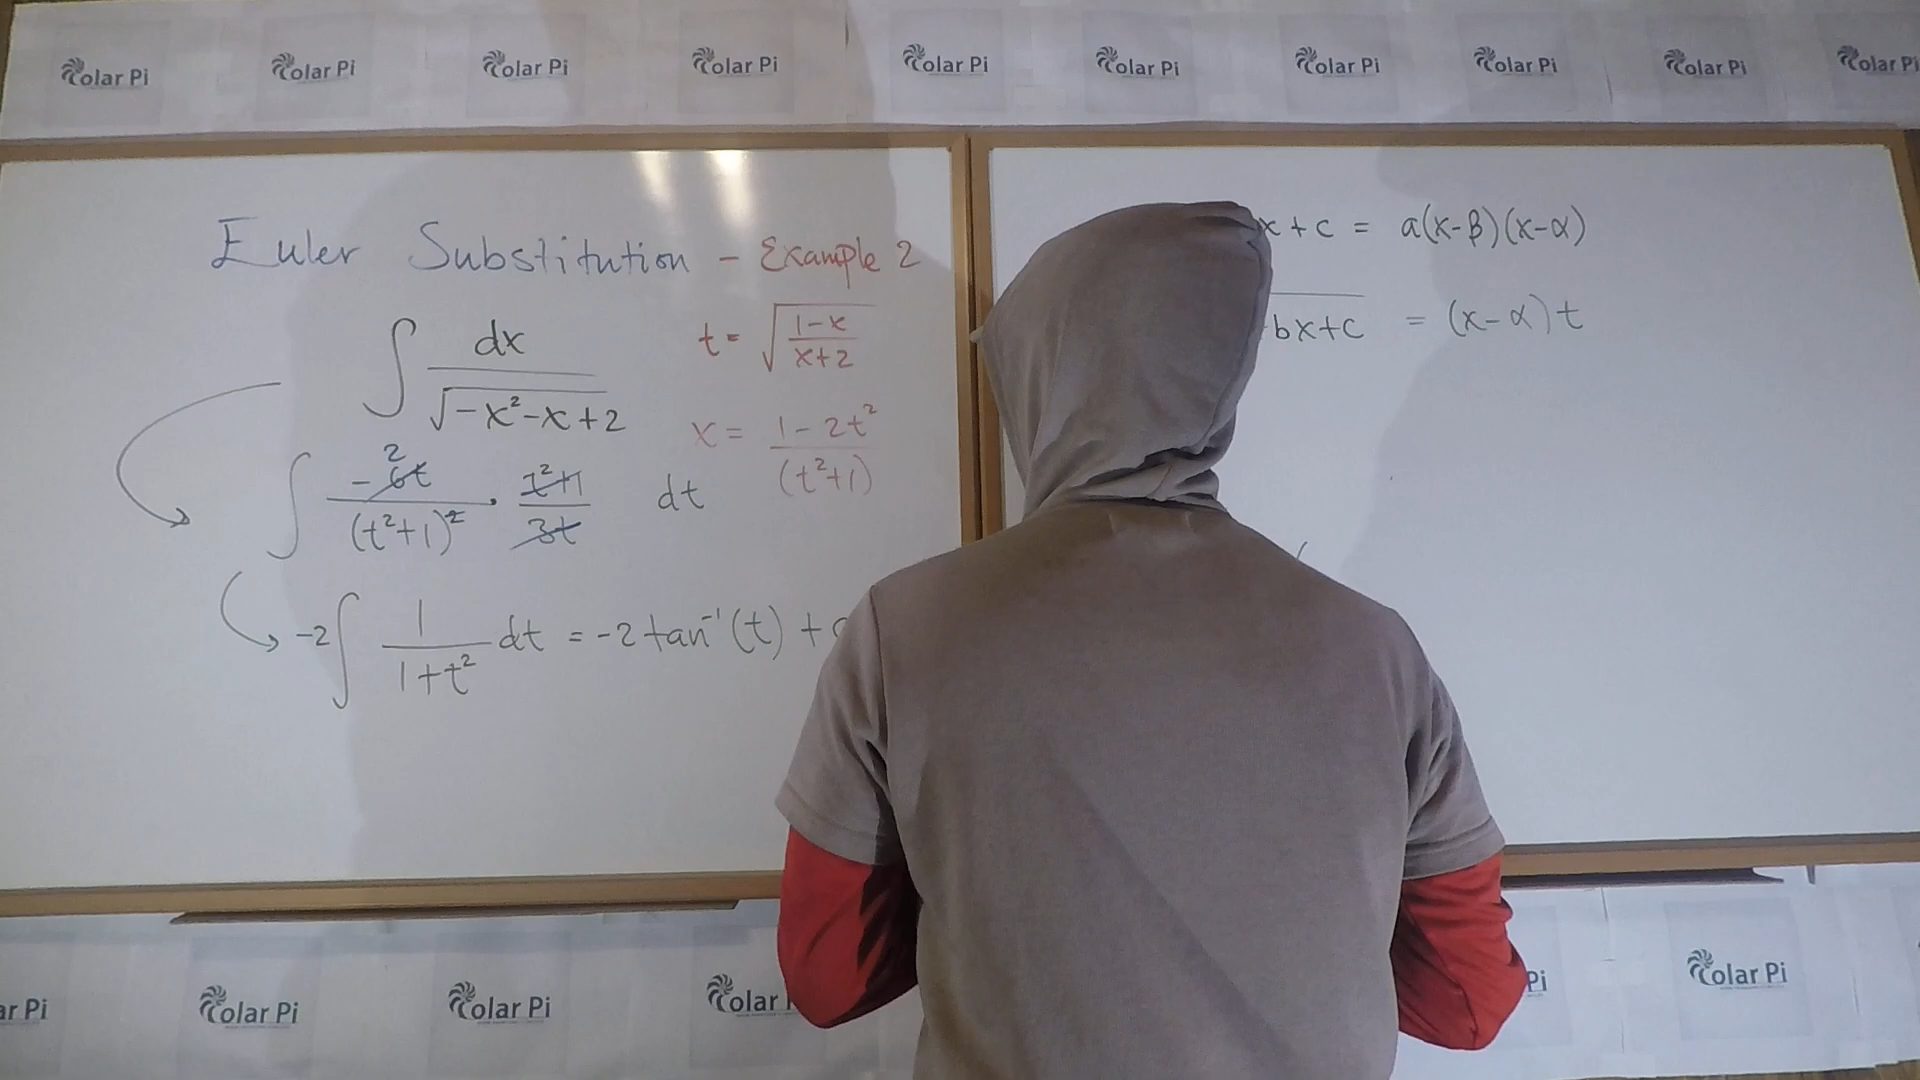 Colar Pi Colar Pi Colar Pi Colar Pi Colar Pi Colar Pi Colar Pi Colar Pi Colar Pi Colar Pi
Euler Substitution - Example 2
∫ dx / √(-x²-x+2)
t = √((1-x)/(x+2))
x = (1-2t²)/(t²+1)
∫ -6t/(t²+1)² · (t²+1)/3t dt
2
-2 ∫ 1/(1+t²) dt = -2 tan⁻¹(t) + c
x + c = a(x-β)(x-α)
bx+c = (x-α)t
ar Pi Colar Pi Colar Pi Colar Pi Colar Pi